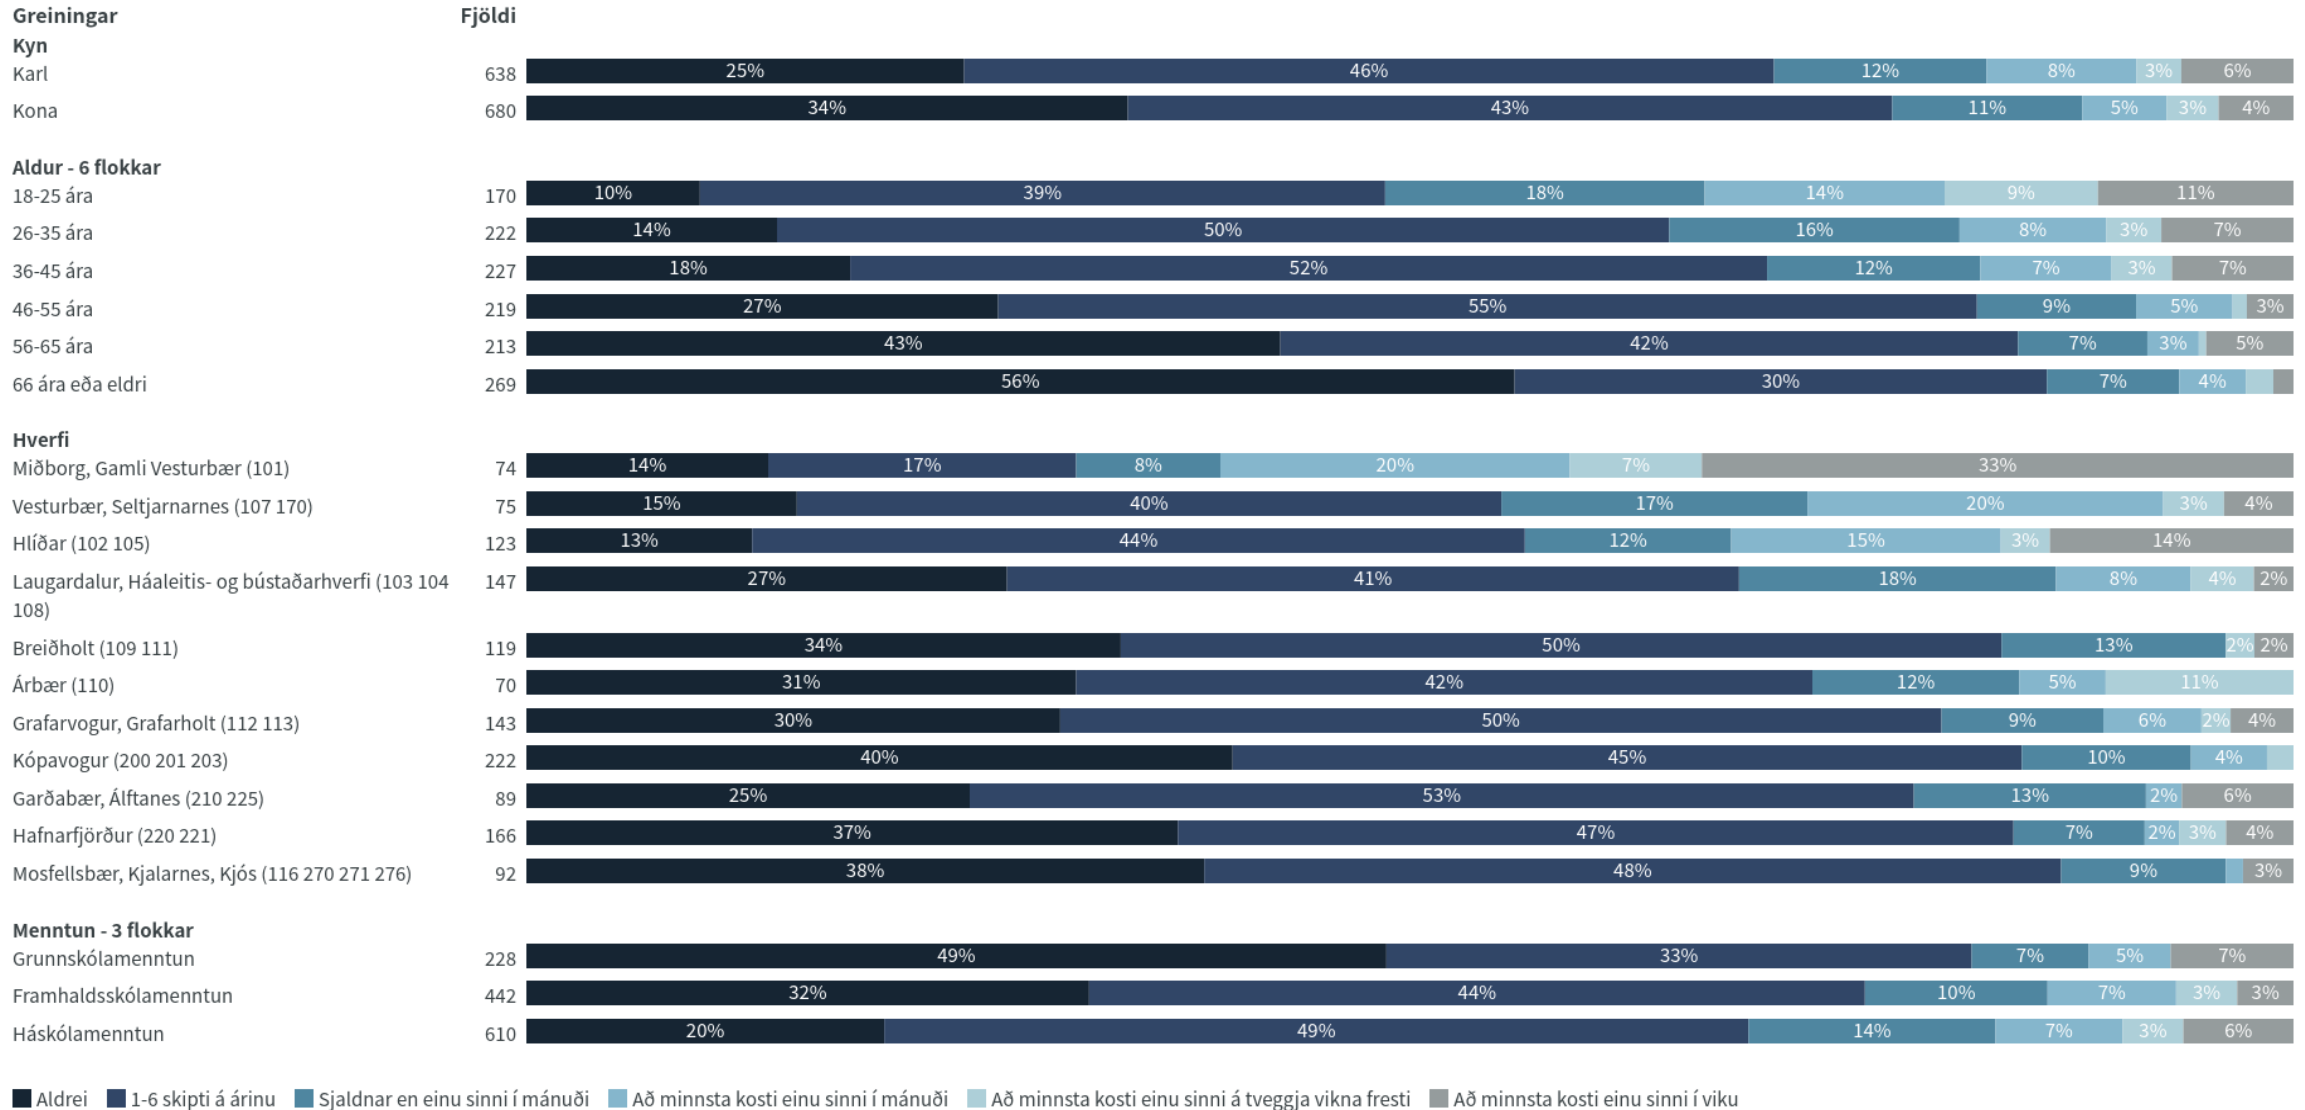 Greiningar Fjöldi
Kyn
Karl 638 25% 46% 12% 8% 3% 6%
Kona 680 34% 43% 11% 5% 3% 4%
Aldur - 6 flokkar
18-25 ára 170 10% 39% 18% 14% 9% 11%
26-35 ára 222 14% 50% 16% 8% 3% 7%
36-45 ára 227 18% 52% 12% 7% 3% 7%
46-55 ára 219 27% 55% 9% 5% 3%
56-65 ára 213 43% 42% 7% 3% 5%
66 ára eða eldri 269 56% 30% 7% 4%
Hverfi
Miðborg, Gamli Vesturbær (101) 74 14% 17% 8% 20% 7% 33%
Vesturbær, Seltjarnarnes (107 170) 75 15% 40% 17% 20% 3% 4%
Hlíðar (102 105) 123 13% 44% 12% 15% 3% 14%
Laugardalur, Háaleitis- og bústaðarhverfi (103 104 147 27% 41% 18% 8% 4% 2%
108)
Breiðholt (109 111) 119 34% 50% 13% 2% 2%
Árbær (110) 70 31% 42% 12% 5% 11%
Grafarvogur, Grafarholt (112 113) 143 30% 50% 9% 6% 2% 4%
Kópavogur (200 201 203) 222 40% 45% 10% 4%
Garðabær, Álftanes (210 225) 89 25% 53% 13% 2% 6%
Hafnarfjörður (220 221) 166 37% 47% 7% 2% 3% 4%
Mosfellsbær, Kjalarnes, Kjós (116 270 271 276) 92 38% 48% 9% 3%
Menntun - 3 flokkar
Grunnskólamenntun 228 49% 33% 7% 5% 7%
Framhaldsskólamenntun 442 32% 44% 10% 7% 3% 3%
Háskólamenntun 610 20% 49% 14% 7% 3% 6%
Aldrei 1-6 skipti á árinu Sjaldnar en einu sinni í mánuði Að minnsta kosti einu sinni í mánuði Að minnsta kosti einu sinni á tveggja vikna fresti Að minnsta kosti einu sinni í viku